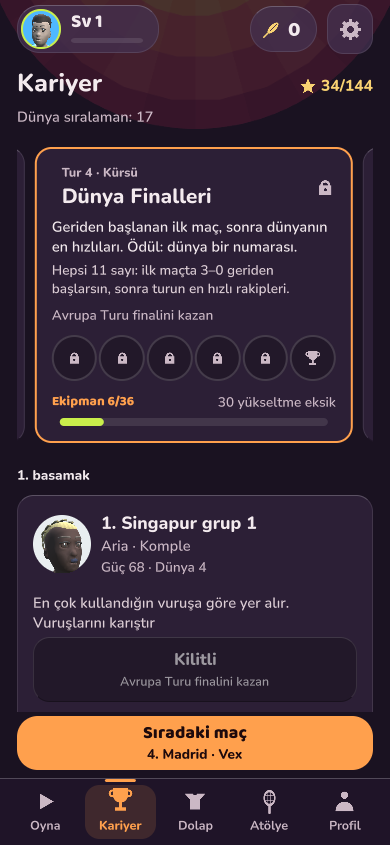 Sv 1
0
Kariyer
34/144
Dünya sıralaman: 17
Tur 4 · Kürsü
Dünya Finalleri
Geriden başlanan ilk maç, sonra dünyanın
en hızlıları. Ödül: dünya bir numarası.
Hepsi 11 sayı: ilk maçta 3–0 geriden
başlarsın, sonra turun en hızlı rakipleri.
Avrupa Turu finalini kazan
Ekipman 6/36
30 yükseltme eksik
1. basamak
1. Singapur grup 1
Aria · Komple
Güç 68 · Dünya 4
En çok kullandığın vuruşa göre yer alır.
Vuruşlarını karıştır
Kilitli
Avrupa Turu finalini kazan
Sıradaki maç
4. Madrid · Vex
Oyna
Kariyer
Dolap
Atölye
Profil